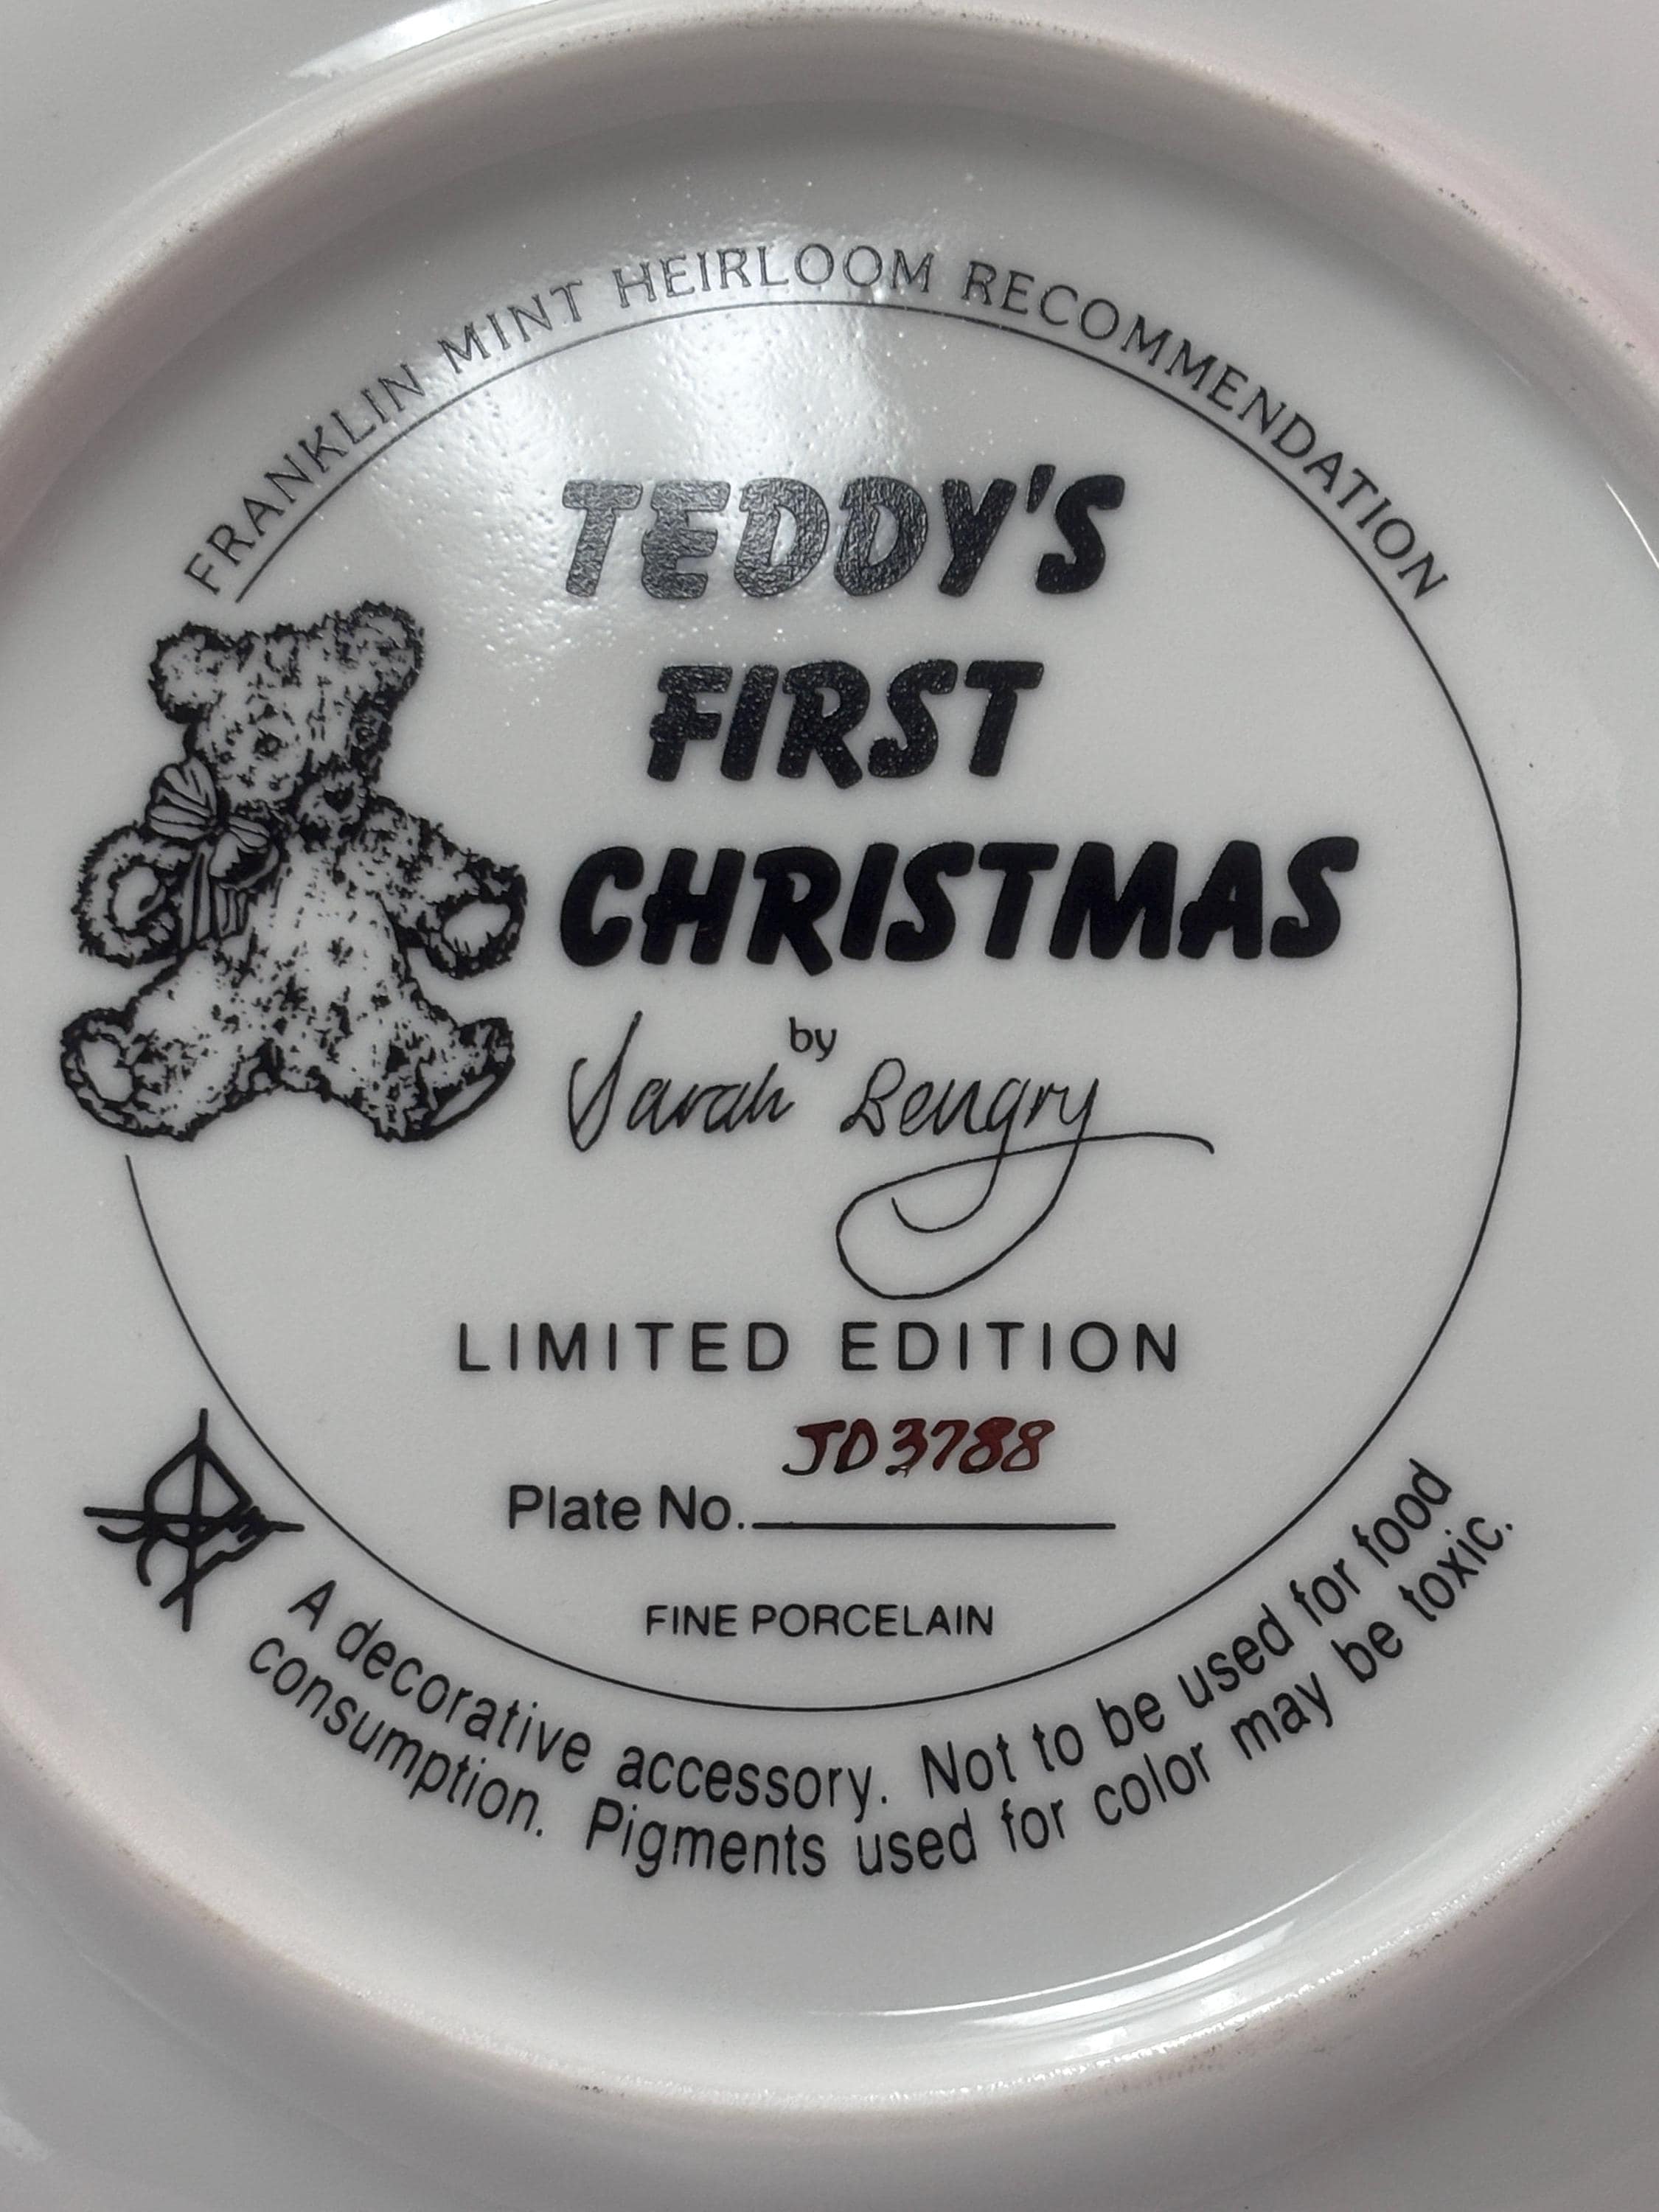 FRANKLIN MINT HEIRLOOM RECOMMENDATION
TEDDY'S
FIRST
CHRISTMAS
by
Sarah Bengry
LIMITED EDITION
JD3788
Plate No.
FINE PORCELAIN
A decorative accessory. Not to be used for food
consumption. Pigments used for color may be toxic.